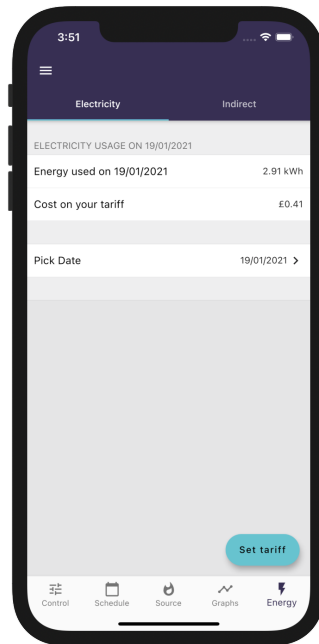 3:51
Electricity
Indirect
ELECTRICITY USAGE ON 19/01/2021
Energy used on 19/01/2021 2.91 kWh
Cost on your tariff £0.41
Pick Date 19/01/2021
Set tariff
Control Schedule Source Graphs Energy